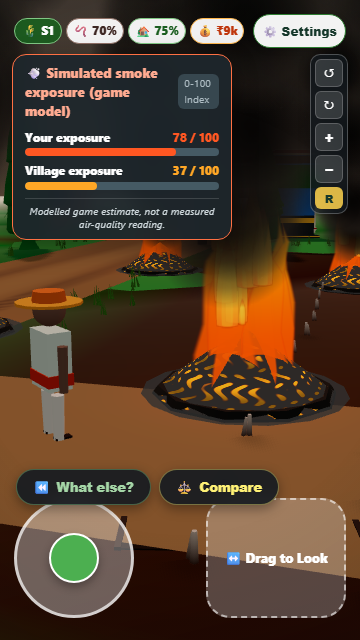 S1
70%
75%
₹9k
Settings
Simulated smoke
exposure (game
model)
0-100
Index
Your exposure
78 / 100
Village exposure
37 / 100
Modelled game estimate, not a measured
air-quality reading.
↺
↻
+
−
R
What else?
Compare
Drag to Look